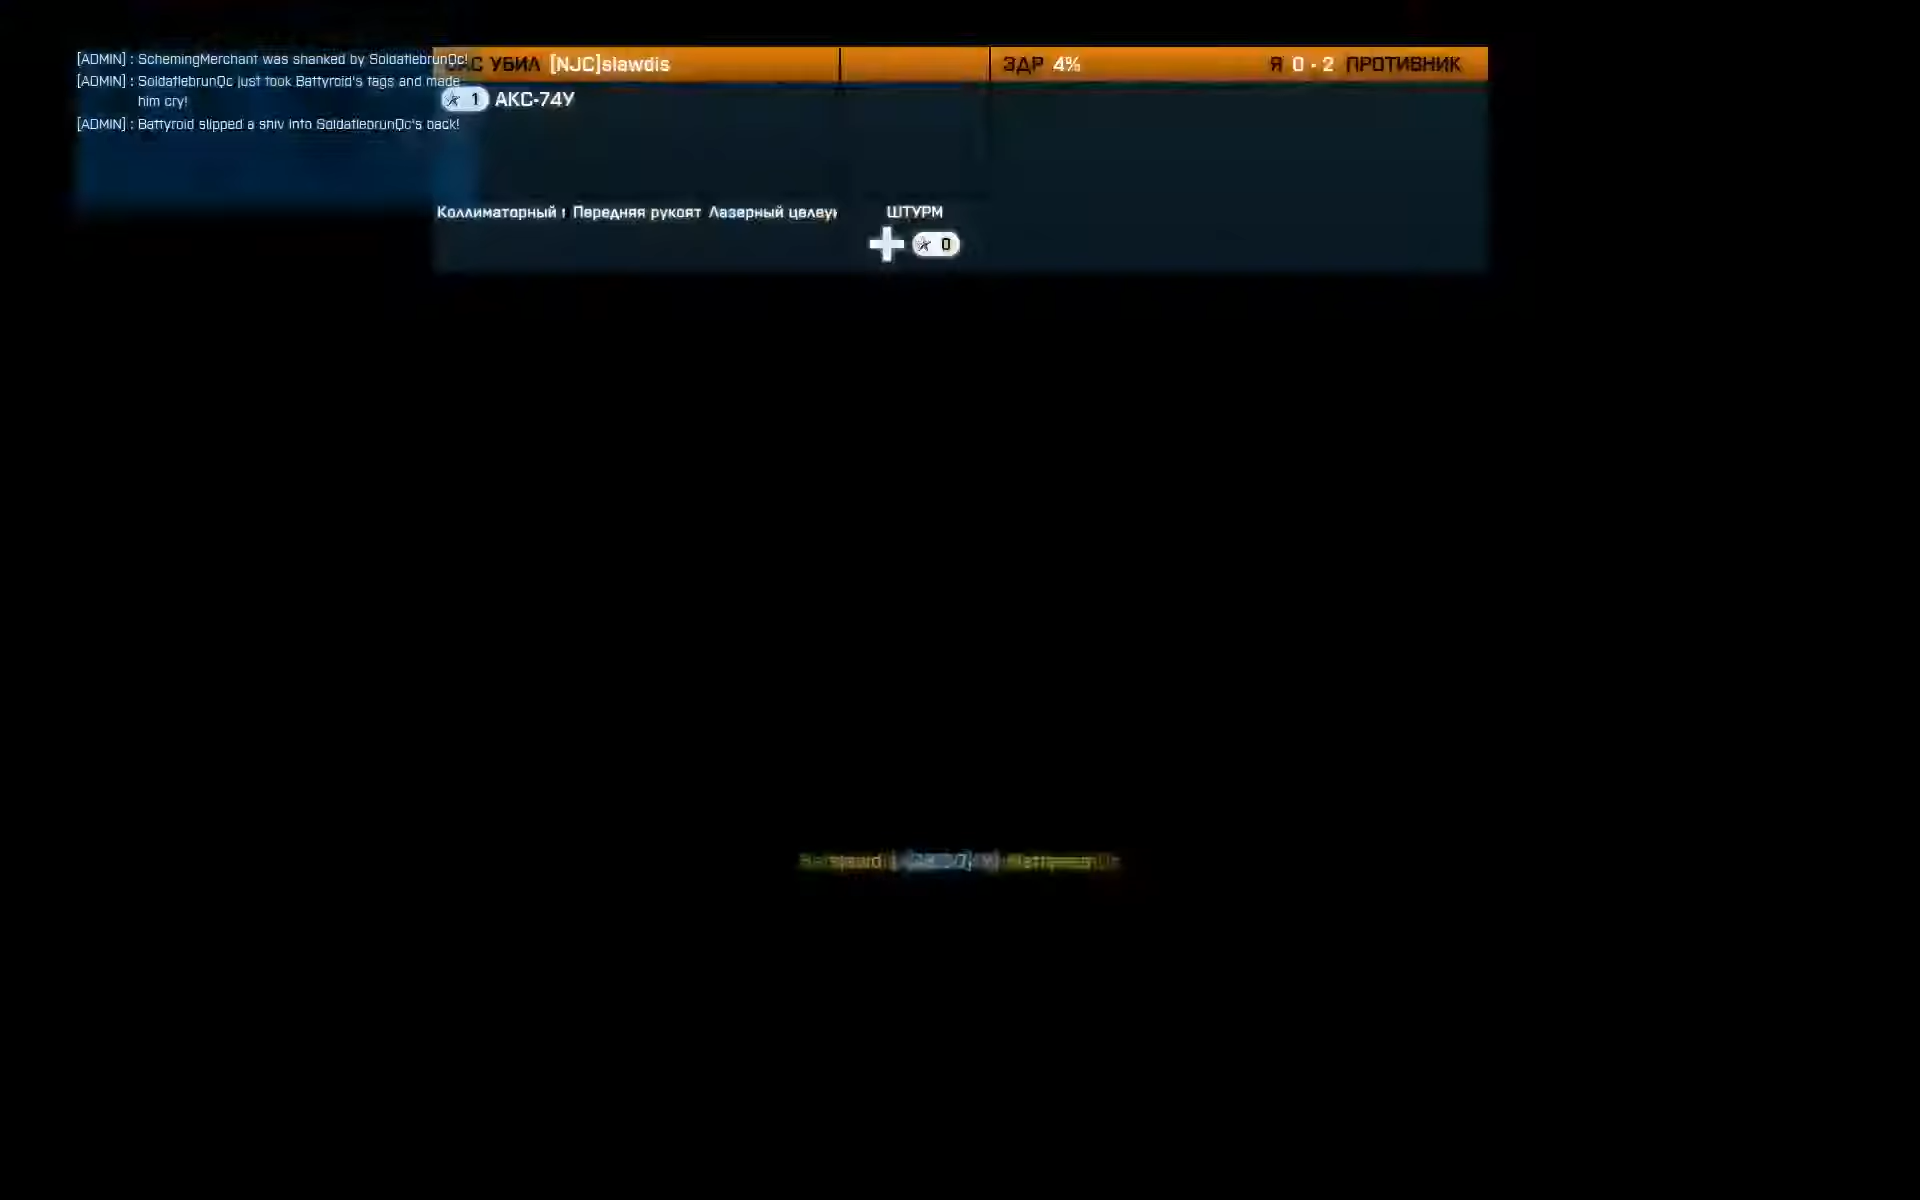 [ADMIN] : SchemingMerchant was shanked by SoldatlebrunQc!
[ADMIN] : SoldatlebrunQc just took Battyroid's tags and made
him cry!
[ADMIN] : Battyroid slipped a shiv into SoldatlebrunQc's back!
УБИЛ [NJC]slawdis
ЗДР 4%
Я 0 - 2 ПРОТИВНИК
1 АКС-74У
Коллиматорный Передняя рукоят Лазерный целеук
ШТУРМ
0